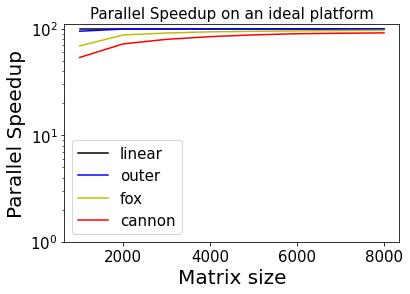 Parallel Speedup on an ideal platform
Parallel Speedup
10²
10¹
10⁰
linear
outer
fox
cannon
2000 4000 6000 8000
Matrix size